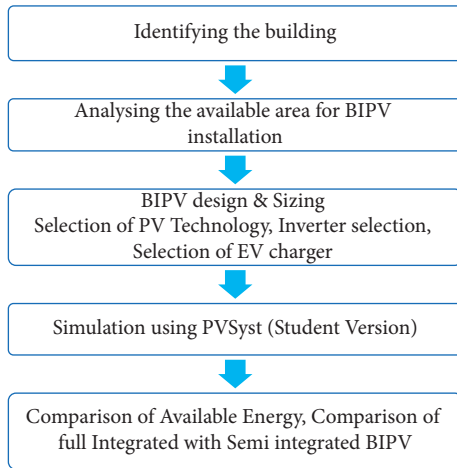 Identifying the building
Analysing the available area for BIPV
installation
BIPV design & Sizing
Selection of PV Technology, Inverter selection,
Selection of EV charger
Simulation using PVSyst (Student Version)
Comparison of Available Energy, Comparison of
full Integrated with Semi integrated BIPV